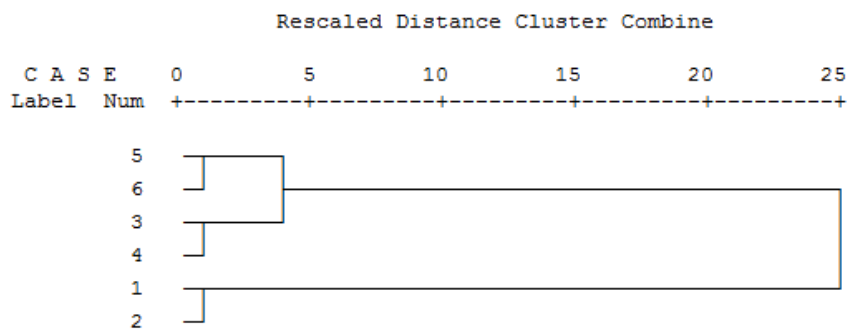 Rescaled Distance Cluster Combine
C A S E 0 5 10 15 20 25
Label Num +---------+---------+---------+---------+---------+
5
6
3
4
1
2